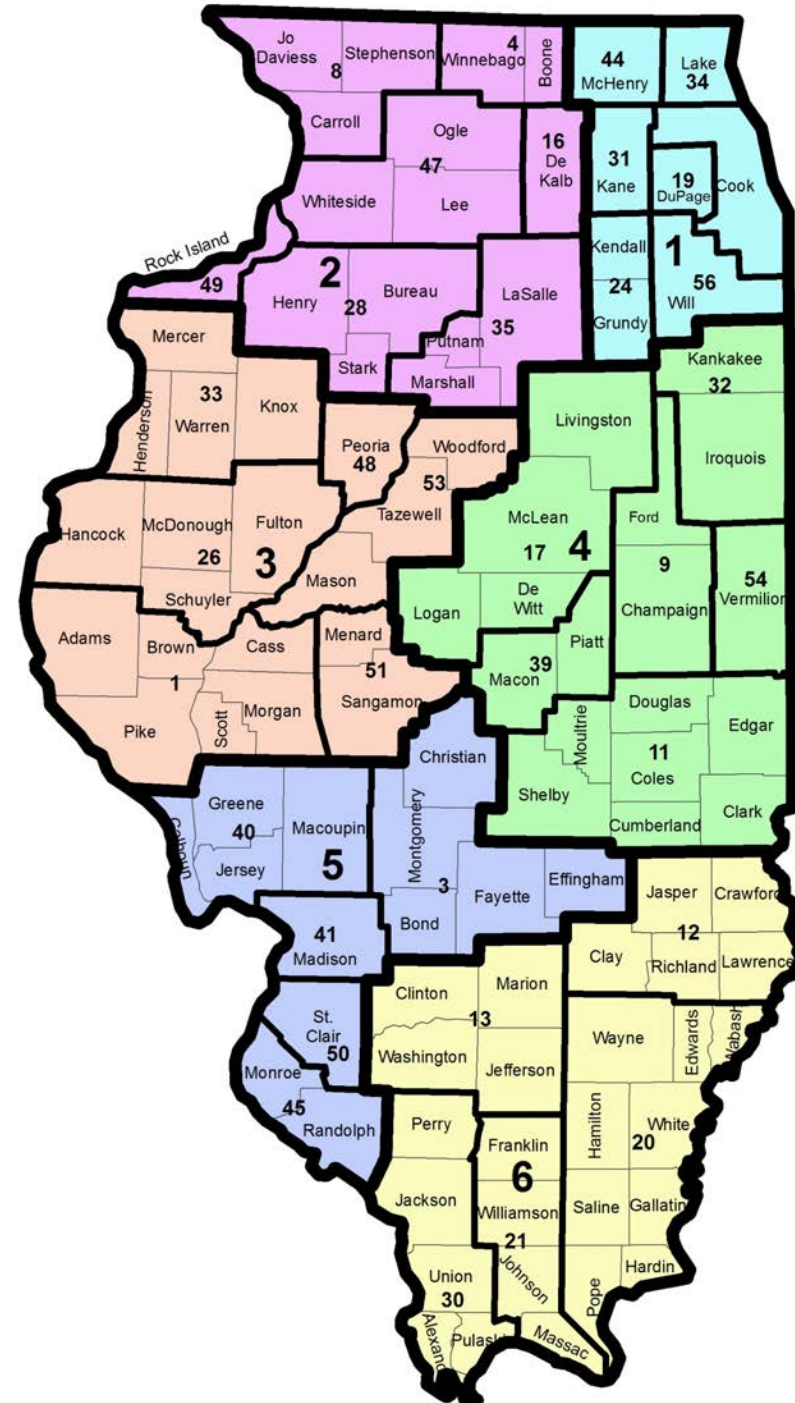 Jo
Daviess
Stephenson
8
4
Winnebago
Boone
44
McHenry
Lake
34
Carroll
Ogle
47
16
De
Kalb
31
Kane
19
DuPage
Cook
Whiteside
Lee
Rock Island
49
2
Henry
28
Bureau
LaSalle
35
Putnam
Kendall
24
Grundy
1
56
Will
Stark
Marshall
Mercer
33
Henderson
Warren
Knox
Peoria
48
Woodford
53
Tazewell
Livingston
Kankakee
32
Iroquois
Hancock
McDonough
26
Fulton
3
Schuyler
Mason
McLean
17
4
Ford
9
Champaign
54
Vermilion
Logan
De
Witt
Adams
Brown
Cass
1
Menard
51
Sangamon
Macon
39
Piatt
Pike
Scott
Morgan
Christian
Douglas
Edgar
Moultrie
11
Coles
Shelby
Cumberland
Clark
Calhoun
Greene
40
Jersey
Macoupin
5
Montgomery
3
Bond
Fayette
Effingham
Jasper
Crawford
12
Clay
Richland
Lawrence
41
Madison
Clinton
Marion
13
Washington
Jefferson
St.
Clair
50
Wayne
Edwards
Wabash
Monroe
45
Randolph
Perry
Franklin
6
Hamilton
White
20
Jackson
Williamson
21
Saline
Gallatin
Union
30
Johnson
Pope
Hardin
Pulaski
Massac